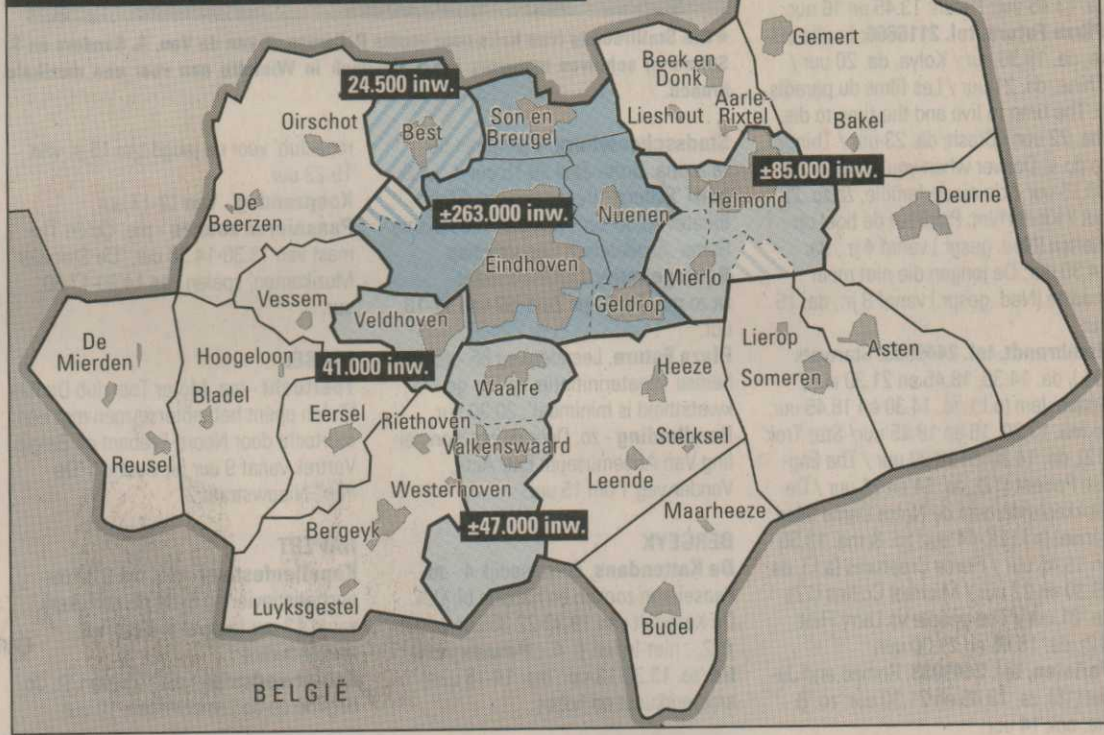 Gemert
Beek en
Donk
24.500 inw.
Son en
Breugel
Aarle-
Rixtel
Oirschot
Best
Lieshout
Bakel
±85.000 inw.
De
Beerzen
±263.000 inw.
Nuenen
Helmond
Deurne
Eindhoven
Mierlo
Vessem
Veldhoven
Geldrop
De
Mierden
Hoogeloon
Lierop
Asten
41.000 inw.
Heeze
Someren
Bladel
Waalre
Eersel
Riethoven
Valkenswaard
Sterksel
Reusel
Leende
Westerhoven
Maarheeze
Bergeyk
±47.000 inw.
Luyksgestel
Budel
BELGIË